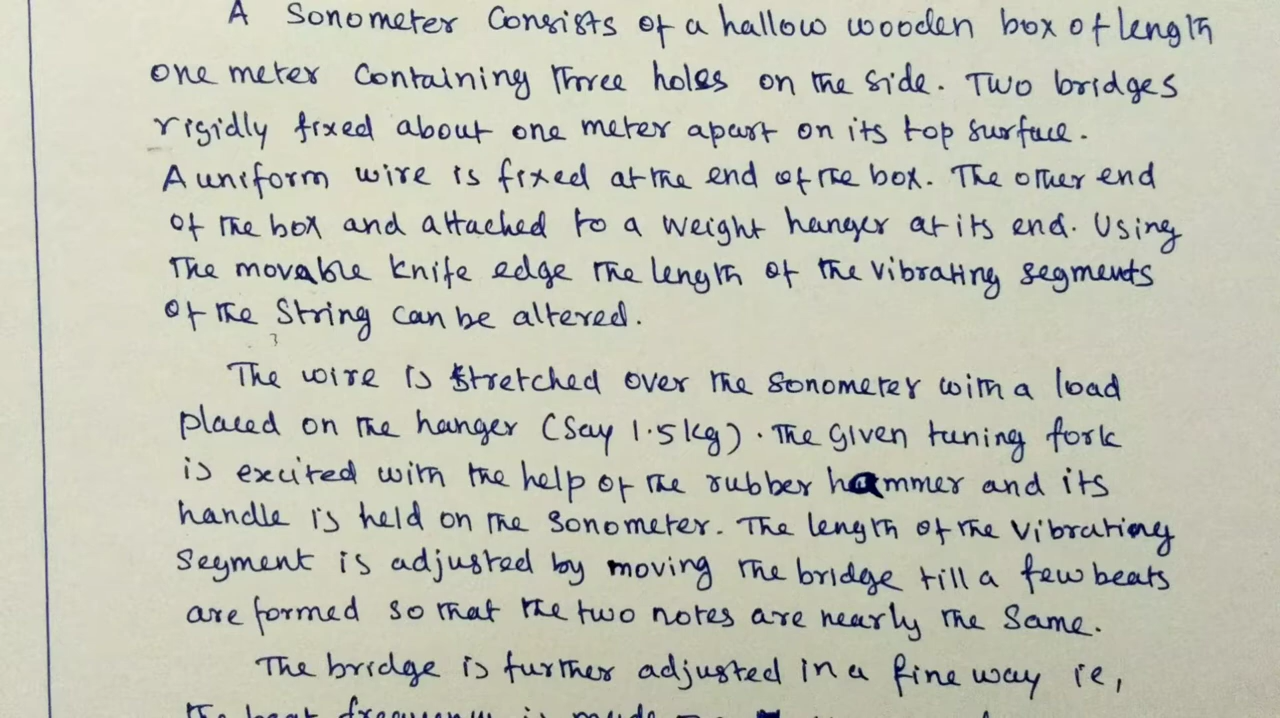 A Sonometer Consists of a hallow wooden box of length
one meter Containing three holes on the side. Two bridges
rigidly fixed about one meter apart on its top surface.
A uniform wire is fixed at the end of the box. The other end
of the box and attached to a weight hanger at its end. Using
The movable knife edge the length of the vibrating segments
of the String can be altered.
The wire is stretched over the sonometer with a load
placed on the hanger (Say 1.5kg). The given tuning fork
is excited with the help of the rubber hammer and its
handle is held on the sonometer. The length of the vibrating
segment is adjusted by moving the bridge till a few beats
are formed so that the two notes are nearly the same.
The bridge is further adjusted in a fine way ie,
the beat frequency is made